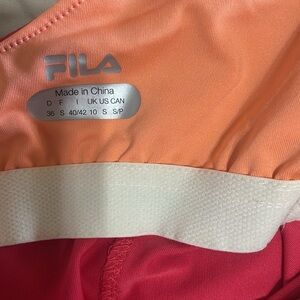 FILA
Made in China
D F I UK US CAN
36 S 40/42 10 S S/P